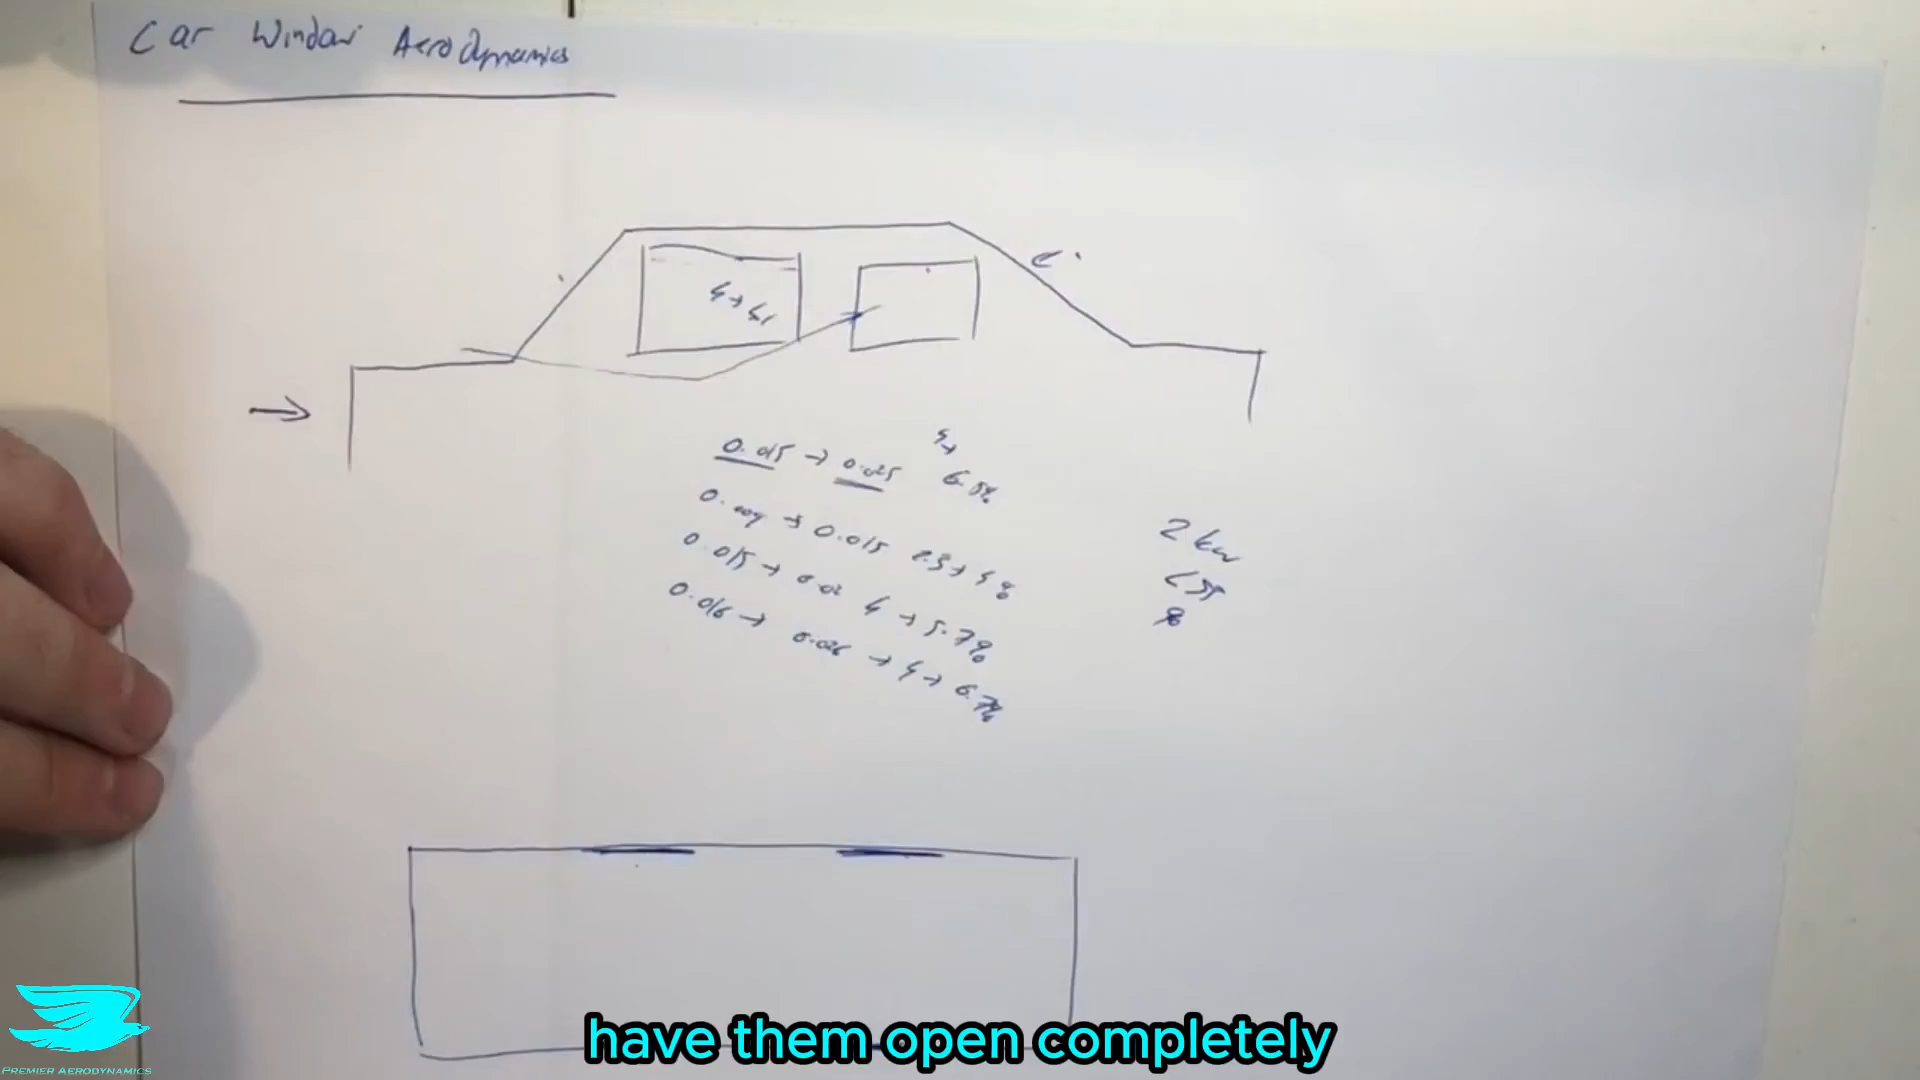 Car Window Aerodynamics
4 →
0.015 → 0.025 6.5%
0.009 → 0.015 2.3 → 4%
0.015 → 0.02 4 → 5.7%
0.016 → 0.026 → 4 → 6.7%
2 kw
%
have them open completely
PREMIER AERODYNAMICS